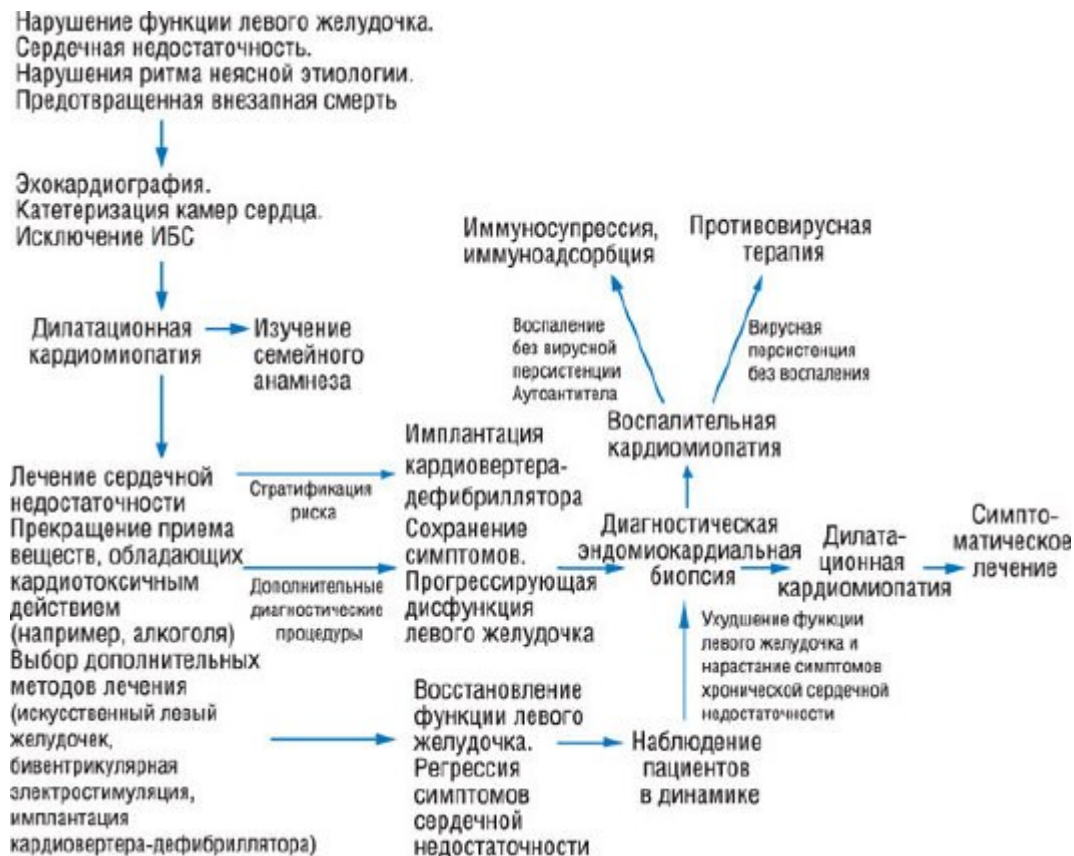 Нарушение функции левого желудочка.
Сердечная недостаточность.
Нарушения ритма неясной этиологии.
Предотвращенная внезапная смерть
Эхокардиография.
Катетеризация камер сердца.
Исключение ИБС
Дилатационная
кардиомиопатия
Изучение
семейного
анамнеза
Иммуносупрессия,
иммуноадсорбция
Противовирусная
терапия
Воспаление
без вирусной
персистенции
Аутоантитела
Вирусная
персистенция
без воспаления
Воспалительная
кардиомиопатия
Лечение сердечной
недостаточности
Прекращение приема
веществ, обладающих
кардиотоксичным
действием
(например, алкоголя)
Выбор дополнительных
методов лечения
(искусственный левый
желудочек,
бивентрикулярная
электростимуляция,
имплантация
кардиовертера-дефибриллятора)
Стратификация
риска
Имплантация
кардиовертера-
дефибриллятора
Дополнительные
диагностические
процедуры
Сохранение
симптомов.
Прогрессирующая
дисфункция
левого желудочка
Диагностическая
эндомиокардиальная
биопсия
Дилата-
ционная
кардиомиопатия
Симпто-
матическое
лечение
Ухудшение функции
левого желудочка и
нарастание симптомов
хронической сердечной
недостаточности
Восстановление
функции левого
желудочка.
Регрессия
симптомов
сердечной
недостаточности
Наблюдение
пациентов
в динамике